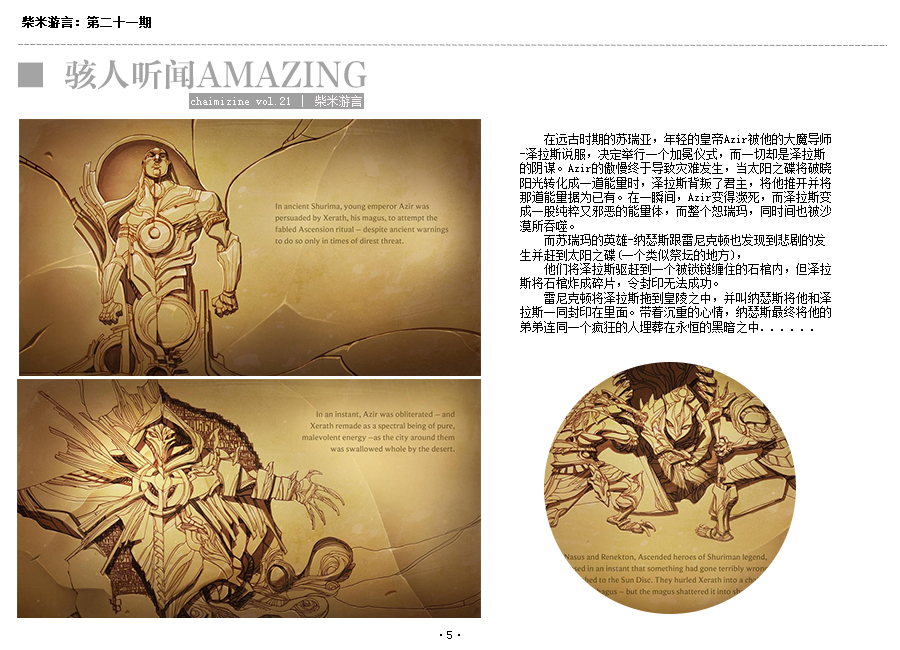 柴米游言：第二十一期
骇人听闻AMAZING
chaimizine vol.21 | 柴米游言
In ancient Shurima, young emperor Azir was
persuaded by Xerath, his magus, to attempt the
fabled Ascension ritual – despite ancient warnings
to do so only in times of direst threat.
In an instant, Azir was obliterated – and
Xerath remade as a spectral being of pure,
malevolent energy –as the city around them
was swallowed whole by the desert.
在远古时期的苏瑞亚，年轻的皇帝Azir被他的大魔导师
-泽拉斯说服，决定举行一个加冕仪式，而一切却是泽拉斯
的阴谋。Azir的傲慢终于导致灾难发生，当太阳之碟将破晓
阳光转化成一道能量时，泽拉斯背叛了君主，将他推开并将
那道能量据为已有。在一瞬间，Azir变得濒死，而泽拉斯变
成一股纯粹又邪恶的能量体，而整个恕瑞玛，同时间也被沙
漠所吞噬。
而苏瑞玛的英雄-纳瑟斯跟雷尼克顿也发现到悲剧的发
生并赶到太阳之碟(一个类似祭坛的地方)，
他们将泽拉斯驱赶到一个被锁链缠住的石棺内，但泽拉
斯将石棺炸成碎片，令封印无法成功。
雷尼克顿将泽拉斯拖到皇陵之中，并叫纳瑟斯将他和泽
拉斯一同封印在里面。带着沉重的心情，纳瑟斯最终将他的
弟弟连同一个疯狂的人埋葬在永恒的黑暗之中......
Nasus and Renekton, Ascended heroes of Shuriman legend,
in an instant that something had gone terribly
to the Sun Disc. They hurled Xerath into a
– but the magus shattered it into
·5·